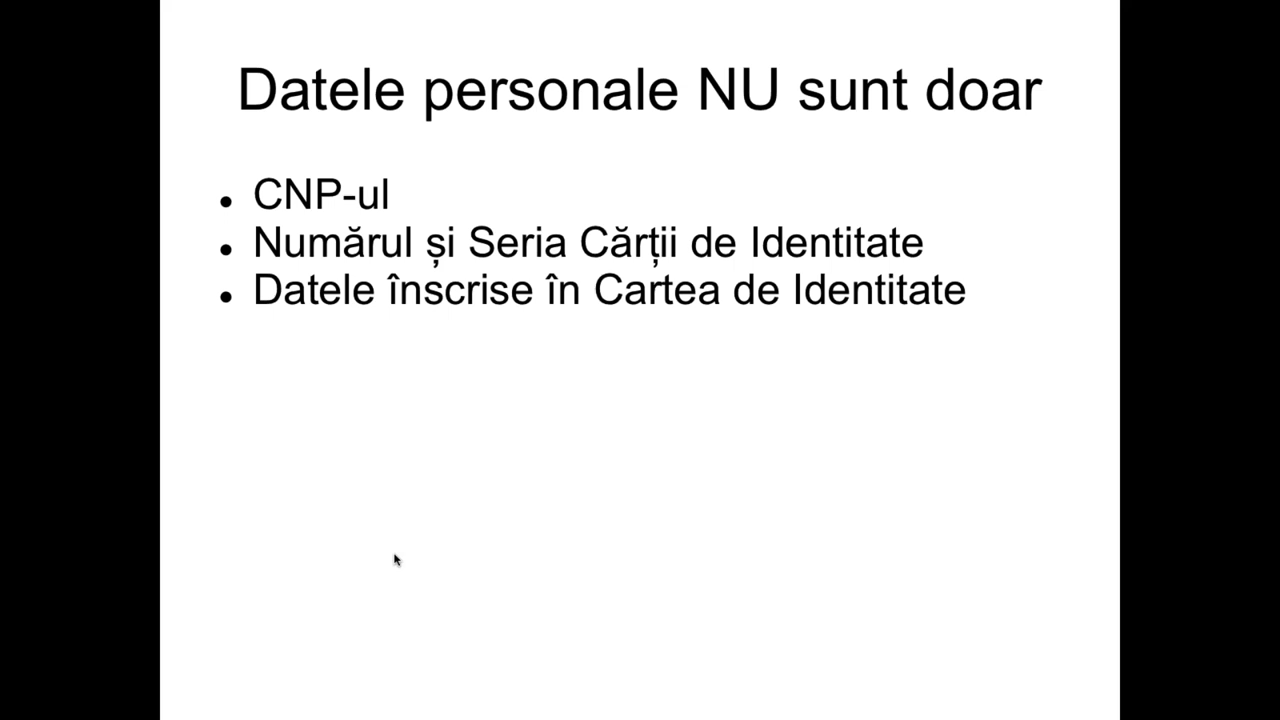 Datele personale NU sunt doar
• CNP-ul
• Numărul și Seria Cărții de Identitate
• Datele înscrise în Cartea de Identitate